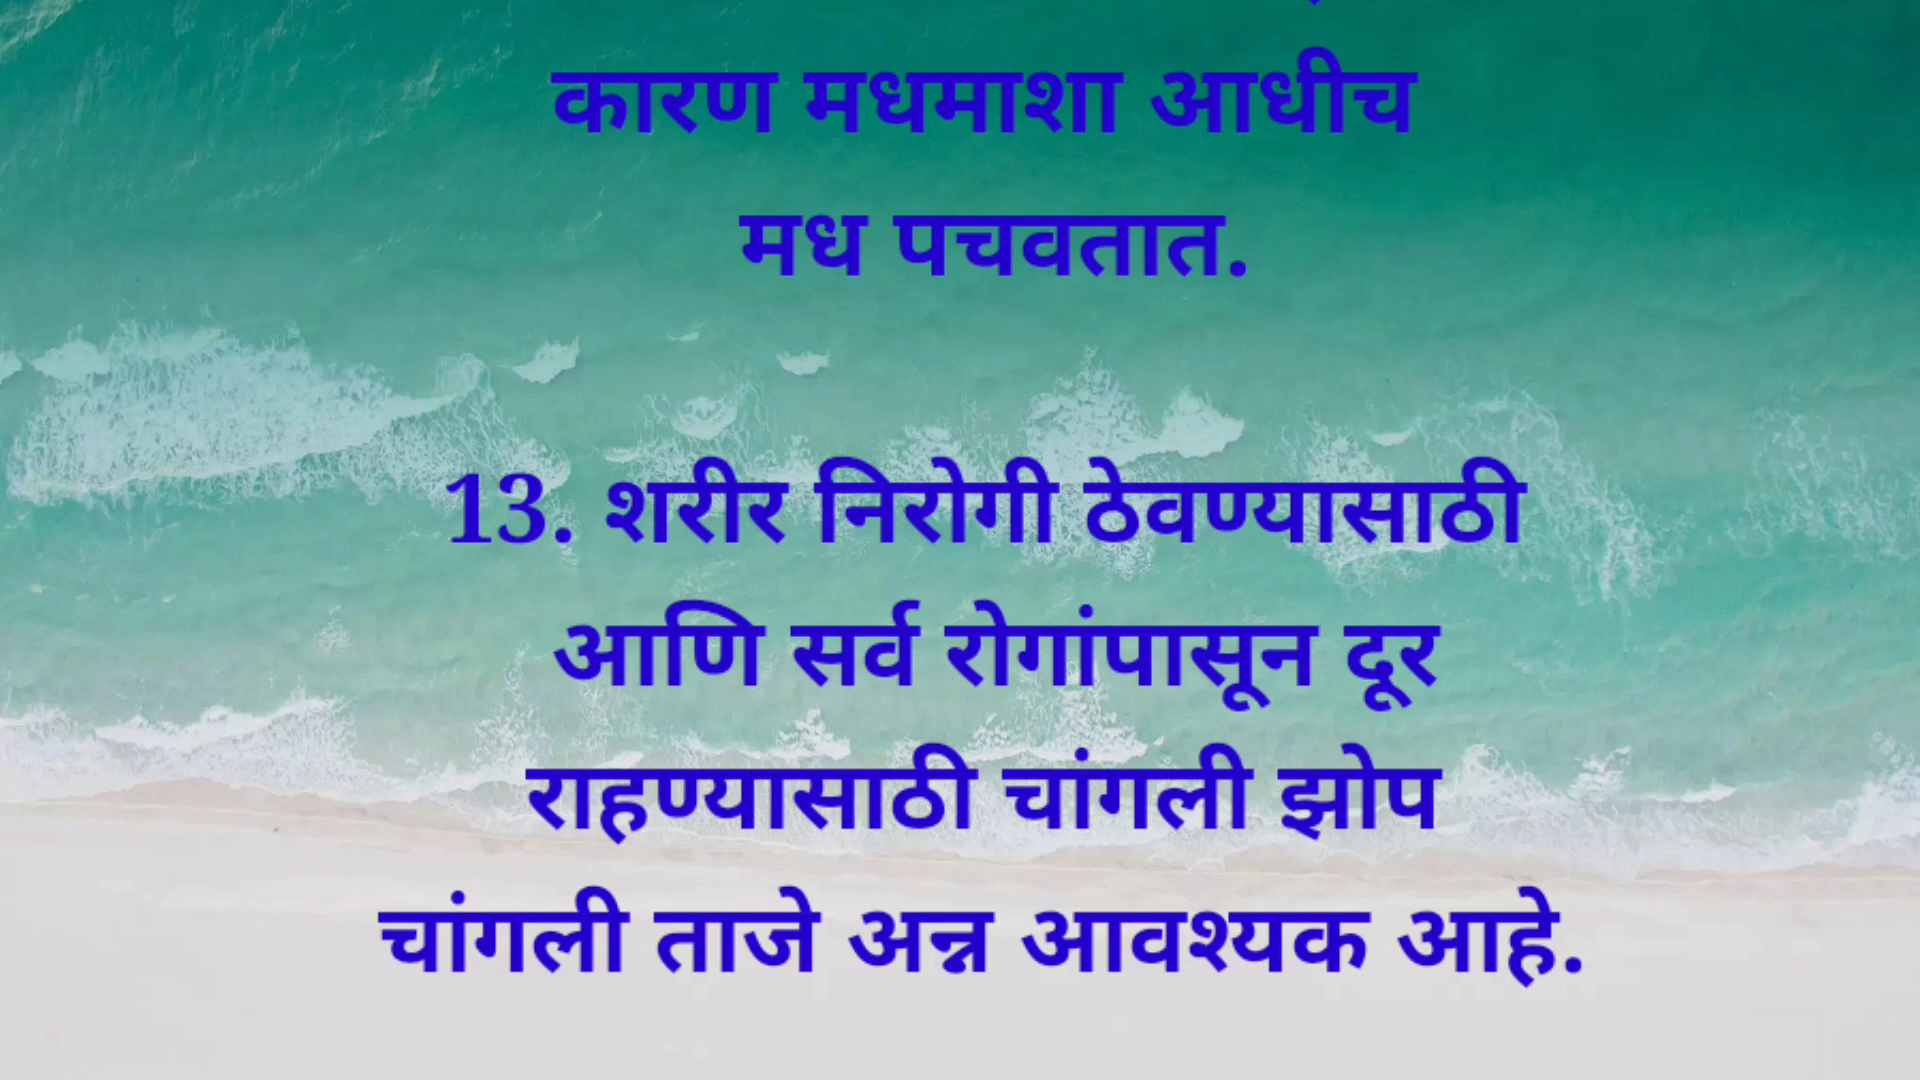 कारण मधमाशा आधीच
मध पचवतात.
13. शरीर निरोगी ठेवण्यासाठी
आणि सर्व रोगांपासून दूर
राहण्यासाठी चांगली झोप
चांगली ताजे अन्न आवश्यक आहे.